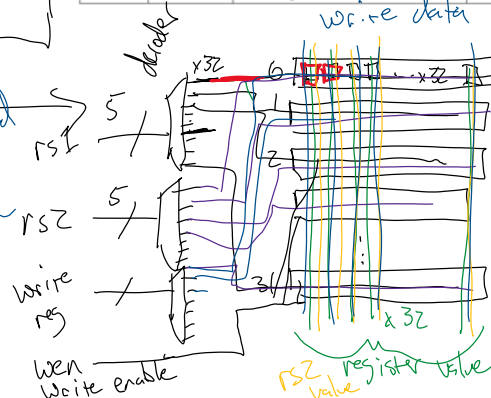 write data
decoder
x32
0
... x32
5
rs1
1
2
5
rs2
write
reg
31
x32
wen
write enable
rs2
value
register value